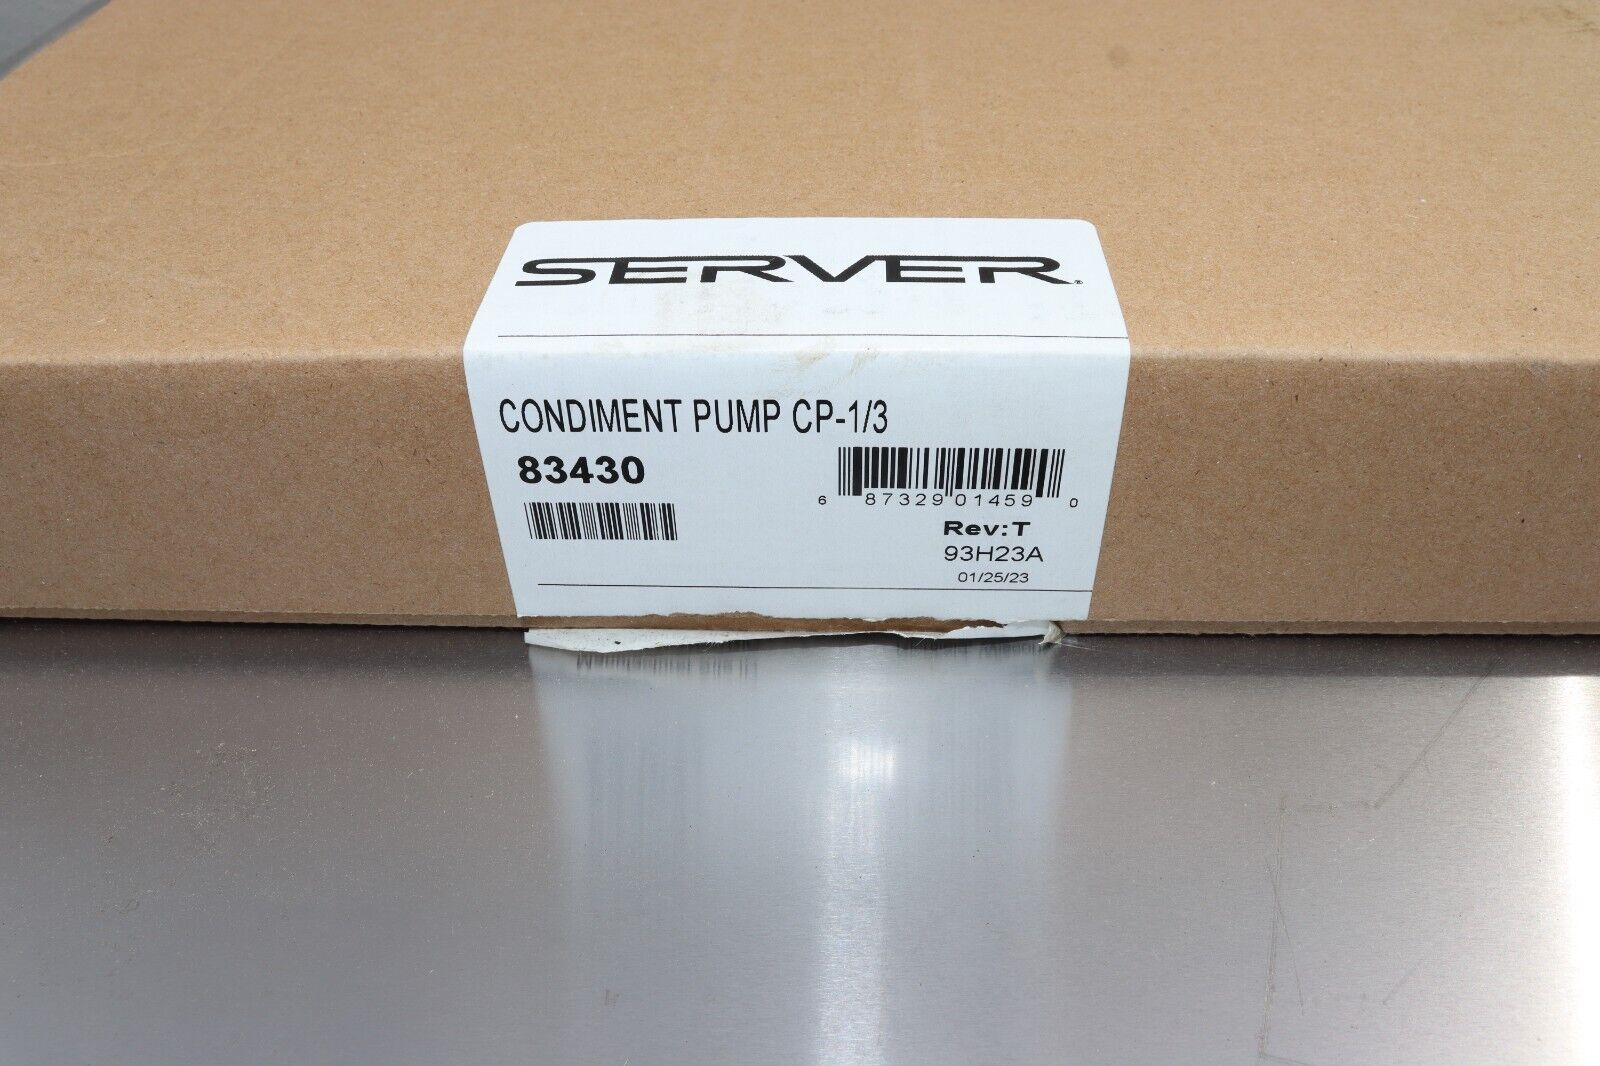 SERVER®
CONDIMENT PUMP CP-1/3
83430
6 87329 01459 0
Rev:T
93H23A
01/25/23